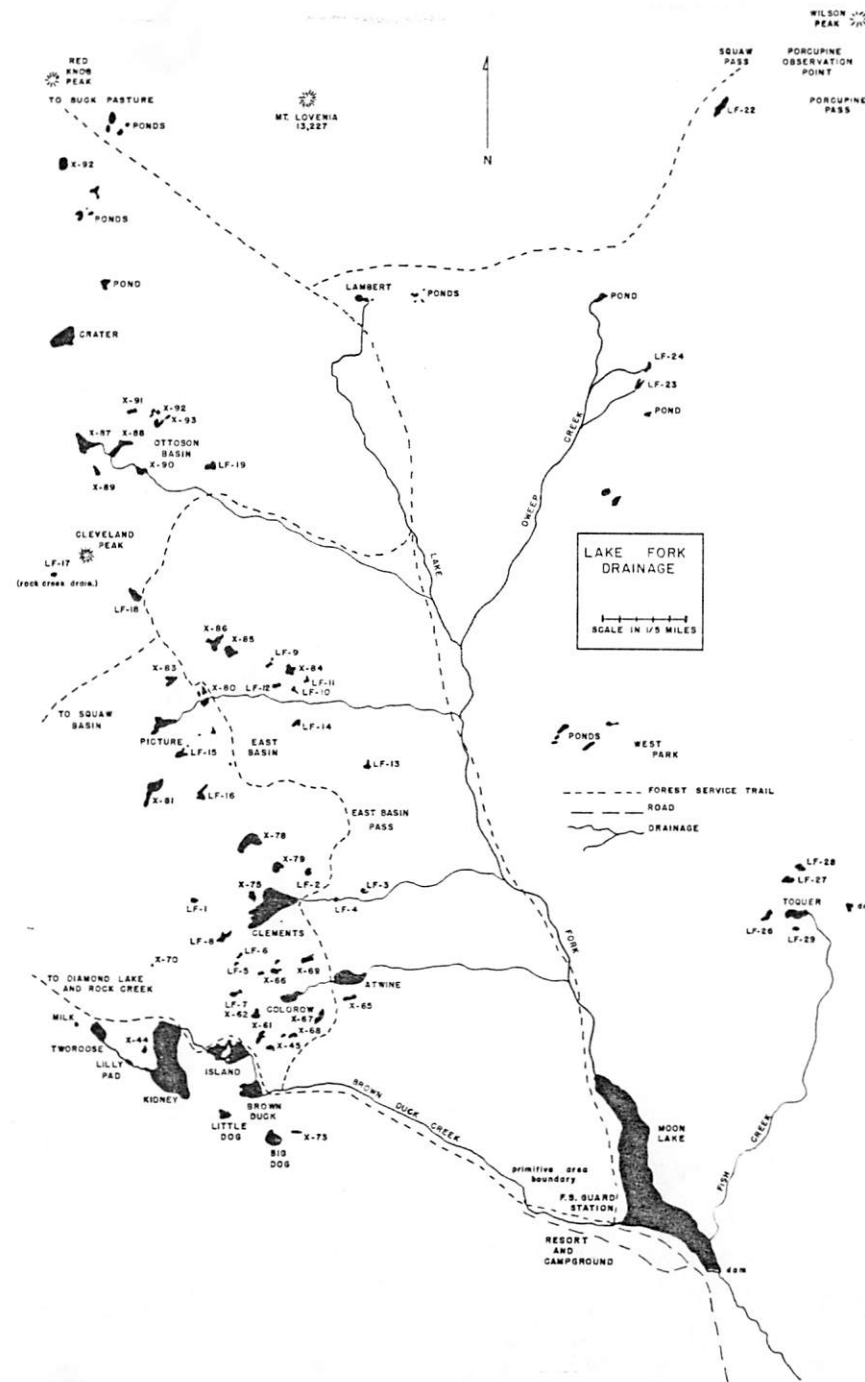 WILSON
PEAK
RED
KNOB
PEAK
SQUAW
PASS
PORCUPINE
OBSERVATION
POINT
TO BUCK PASTURE
PONDS
MT. LOVENIA
13,227
LF-22
PORCUPINE
PASS
N
X-92
PONDS
POND
LAMBERT
PONDS
POND
CRATER
LF-24
LF-23
POND
X-91
X-92
X-93
X-87
X-88
OTTOSON
BASIN
X-90
LF-19
X-89
OWEEP
CREEK
CLEVELAND
PEAK
LF-17
(rock creek drain.)
LAKE
LAKE FORK
DRAINAGE
SCALE IN 1/5 MILES
LF-18
X-86
X-85
LF-9
X-84
X-83
LF-11
X-80
LF-12
LF-10
TO SQUAW
BASIN
PICTURE
EAST
BASIN
LF-14
LF-15
PONDS
WEST
PARK
LF-13
X-81
LF-16
FOREST SERVICE TRAIL
ROAD
DRAINAGE
EAST BASIN
PASS
X-78
X-79
LF-2
X-75
LF-3
LF-1
LF-4
CLEMENTS
LF-8
LF-28
LF-27
TOQUER
LF-26
LF-29
FORK
LF-6
X-70
LF-5
X-66
X-69
ATWINE
TO DIAMOND LAKE
AND ROCK CREEK
LF-7
COLOROW
X-65
X-62
X-67
X-61
X-68
X-45
MILK
TWOROOSE
X-44
LILLY
PAD
KIDNEY
ISLAND
BROWN
DUCK
BROWN DUCK CREEK
LITTLE
DOG
BIG
DOG
X-73
MOON
LAKE
FISH CREEK
primitive area
boundary
F.S. GUARD
STATION
RESORT
AND
CAMPGROUND
dam